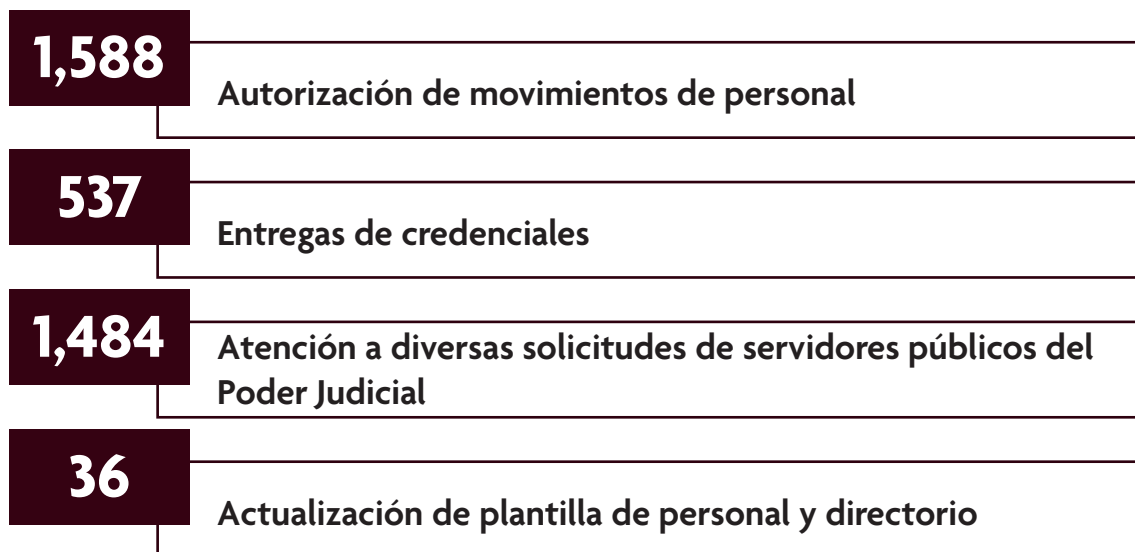 1,588
Autorización de movimientos de personal
537
Entregas de credenciales
1,484
Atención a diversas solicitudes de servidores públicos del
Poder Judicial
36
Actualización de plantilla de personal y directorio